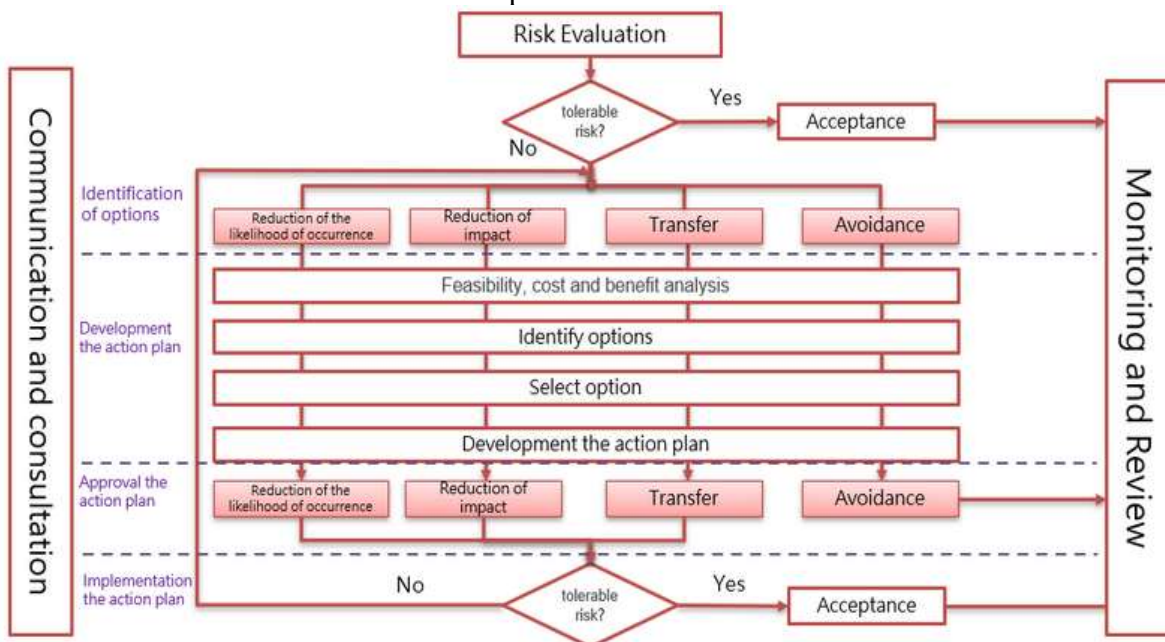 Risk Evaluation
Communication and consultation
Monitoring and Review
tolerable
risk?
Yes
Acceptance
No
Identification
of options
Reduction of the
likelihood of occurrence
Reduction of
impact
Transfer
Avoidance
Feasibility, cost and benefit analysis
Development
the action plan
Identify options
Select option
Development the action plan
Approval the
action plan
Reduction of the
likelihood of occurrence
Reduction of
impact
Transfer
Avoidance
Implementation
the action plan
No
tolerable
risk?
Yes
Acceptance